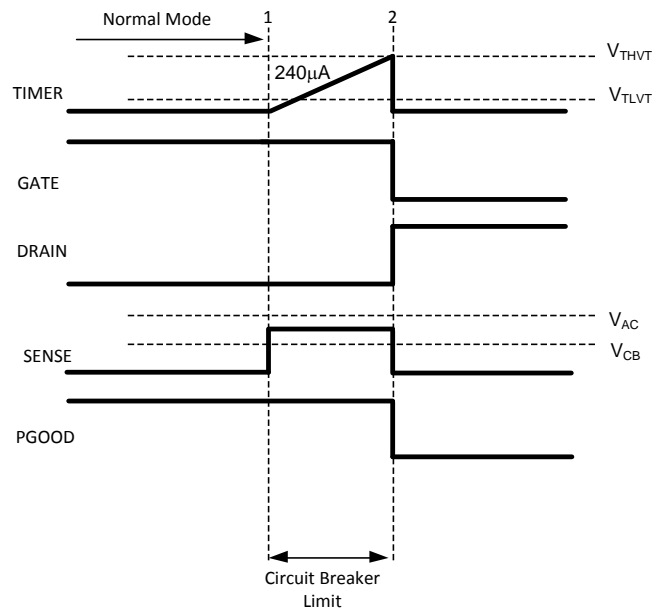 Normal Mode
1
2
V_THVT
240μA
TIMER
V_TLVT
GATE
DRAIN
V_AC
SENSE
V_CB
PGOOD
Circuit Breaker
Limit